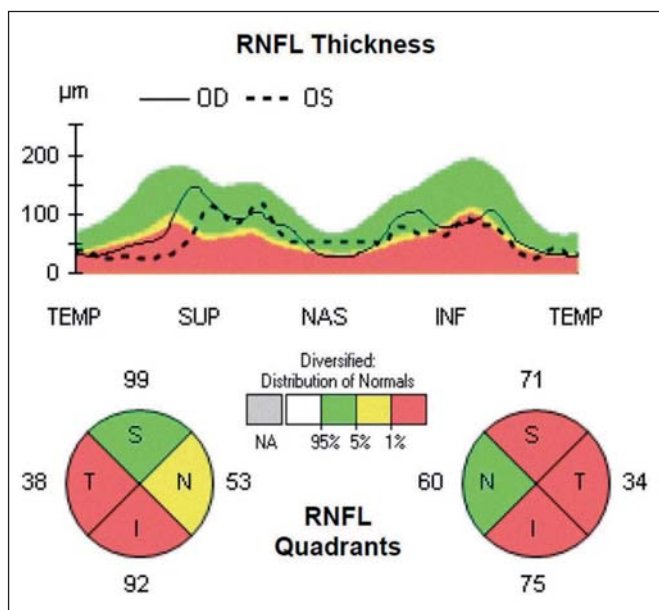 RNFL Thickness
µm OD OS
200
100
0
TEMP SUP NAS INF TEMP
Diversified:
Distribution of Normals
NA 95% 5% 1%
99
S
38 T N 53
I
92
RNFL
Quadrants
71
S
60 N T 34
I
75